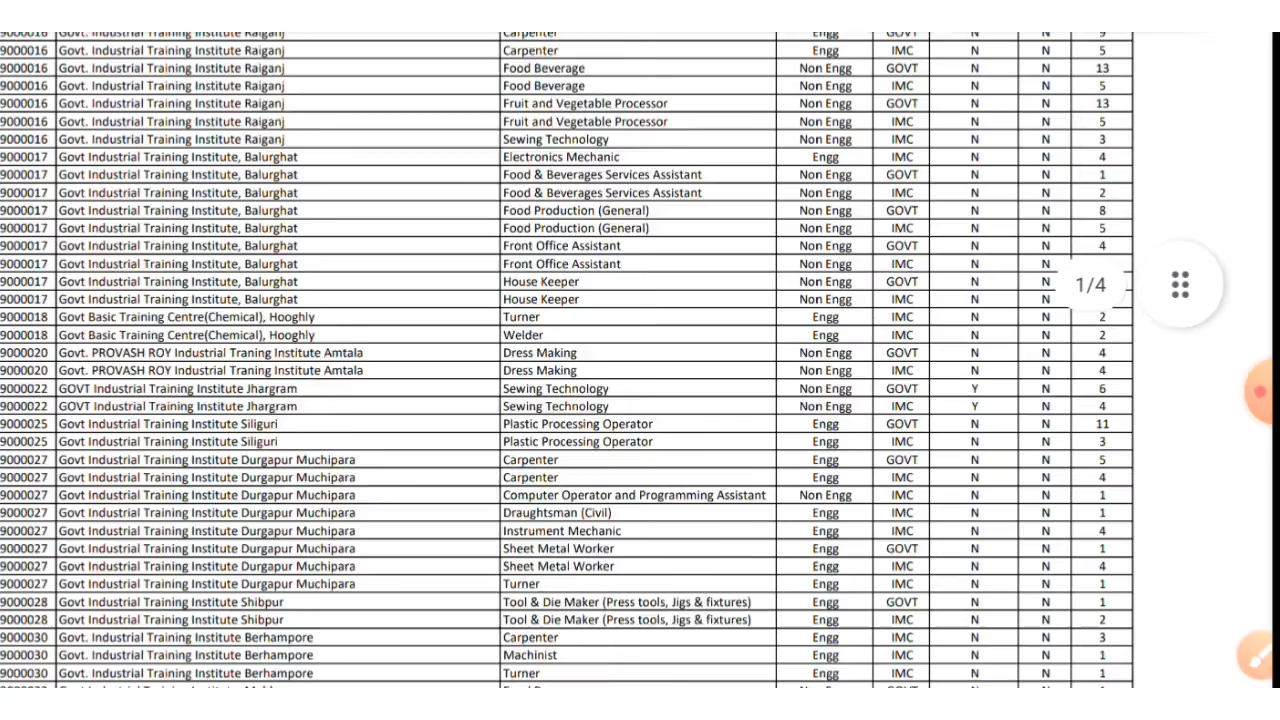 9000016 Govt. Industrial Training Institute Raiganj Carpenter Engg GOVT N N 9
9000016 Govt. Industrial Training Institute Raiganj Carpenter Engg IMC N N 5
9000016 Govt. Industrial Training Institute Raiganj Food Beverage Non Engg GOVT N N 13
9000016 Govt. Industrial Training Institute Raiganj Food Beverage Non Engg IMC N N 5
9000016 Govt. Industrial Training Institute Raiganj Fruit and Vegetable Processor Non Engg GOVT N N 13
9000016 Govt. Industrial Training Institute Raiganj Fruit and Vegetable Processor Non Engg IMC N N 5
9000016 Govt. Industrial Training Institute Raiganj Sewing Technology Non Engg IMC N N 3
9000017 Govt Industrial Training Institute, Balurghat Electronics Mechanic Engg IMC N N 4
9000017 Govt Industrial Training Institute, Balurghat Food & Beverages Services Assistant Non Engg GOVT N N 1
9000017 Govt Industrial Training Institute, Balurghat Food & Beverages Services Assistant Non Engg IMC N N 2
9000017 Govt Industrial Training Institute, Balurghat Food Production (General) Non Engg GOVT N N 8
9000017 Govt Industrial Training Institute, Balurghat Food Production (General) Non Engg IMC N N 5
9000017 Govt Industrial Training Institute, Balurghat Front Office Assistant Non Engg GOVT N N 4
9000017 Govt Industrial Training Institute, Balurghat Front Office Assistant Non Engg IMC N N
9000017 Govt Industrial Training Institute, Balurghat House Keeper Non Engg GOVT N N 1/4
9000017 Govt Industrial Training Institute, Balurghat House Keeper Non Engg IMC N N
9000018 Govt Basic Training Centre(Chemical), Hooghly Turner Engg IMC N N 2
9000018 Govt Basic Training Centre(Chemical), Hooghly Welder Engg IMC N N 2
9000020 Govt. PROVASH ROY Industrial Traning Institute Amtala Dress Making Non Engg GOVT N N 4
9000020 Govt. PROVASH ROY Industrial Traning Institute Amtala Dress Making Non Engg IMC N N 4
9000022 GOVT Industrial Training Institute Jhargram Sewing Technology Non Engg GOVT Y N 6
9000022 GOVT Industrial Training Institute Jhargram Sewing Technology Non Engg IMC Y N 4
9000025 Govt Industrial Training Institute Siliguri Plastic Processing Operator Engg GOVT N N 11
9000025 Govt Industrial Training Institute Siliguri Plastic Processing Operator Engg IMC N N 3
9000027 Govt Industrial Training Institute Durgapur Muchipara Carpenter Engg GOVT N N 5
9000027 Govt Industrial Training Institute Durgapur Muchipara Carpenter Engg IMC N N 4
9000027 Govt Industrial Training Institute Durgapur Muchipara Computer Operator and Programming Assistant Non Engg IMC N N 1
9000027 Govt Industrial Training Institute Durgapur Muchipara Draughtsman (Civil) Engg IMC N N 1
9000027 Govt Industrial Training Institute Durgapur Muchipara Instrument Mechanic Engg IMC N N 4
9000027 Govt Industrial Training Institute Durgapur Muchipara Sheet Metal Worker Engg GOVT N N 1
9000027 Govt Industrial Training Institute Durgapur Muchipara Sheet Metal Worker Engg IMC N N 4
9000027 Govt Industrial Training Institute Durgapur Muchipara Turner Engg IMC N N 1
9000028 Govt Industrial Training Institute Shibpur Tool & Die Maker (Press tools, Jigs & fixtures) Engg GOVT N N 1
9000028 Govt Industrial Training Institute Shibpur Tool & Die Maker (Press tools, Jigs & fixtures) Engg IMC N N 2
9000030 Govt. Industrial Training Institute Berhampore Carpenter Engg IMC N N 3
9000030 Govt. Industrial Training Institute Berhampore Machinist Engg IMC N N 1
9000030 Govt. Industrial Training Institute Berhampore Turner Engg IMC N N 1